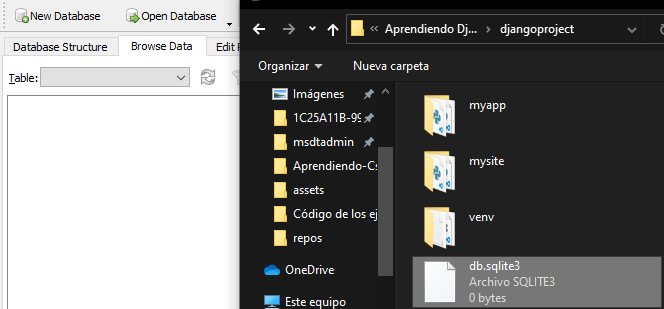 New Database
Open Database
Database Structure
Browse Data
Edit P
Table:
« Aprendiendo Dj... › djangoproject
Organizar
Nueva carpeta
Imágenes
1C25A11B-99
msdtadmin
Aprendiendo-Cs
assets
Código de los ej
repos
OneDrive
Este equipo
myapp
mysite
venv
db.sqlite3
Archivo SQLITE3
0 bytes